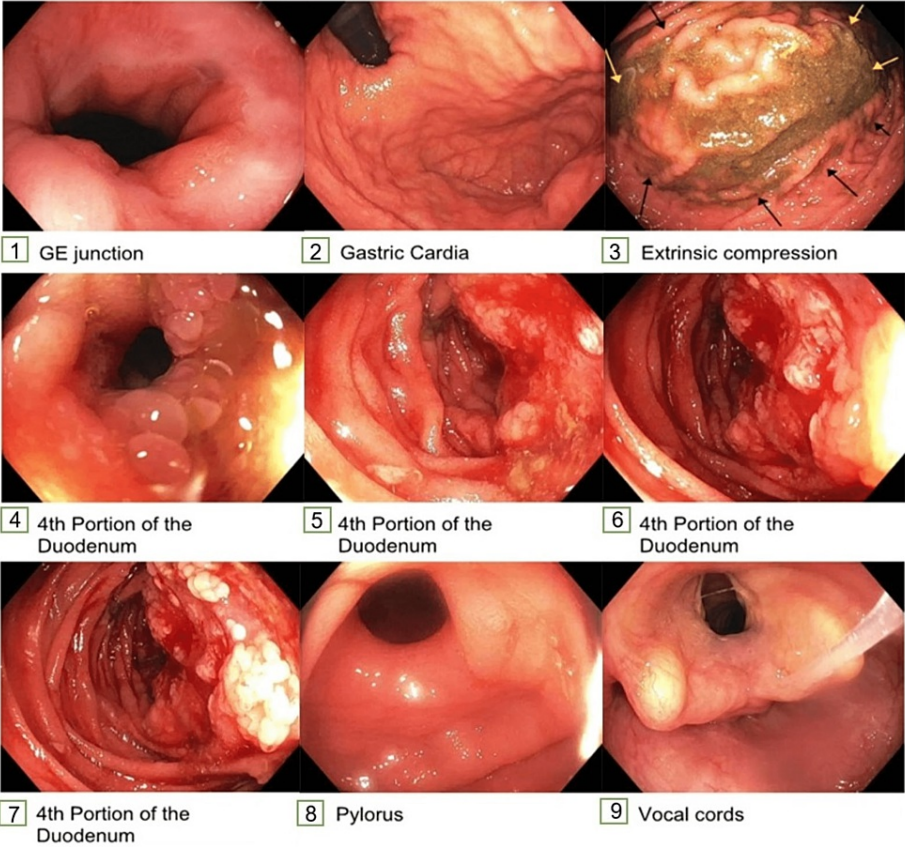 1 GE junction
2 Gastric Cardia
3 Extrinsic compression
4 4th Portion of the
Duodenum
5 4th Portion of the
Duodenum
6 4th Portion of the
Duodenum
7 4th Portion of the
Duodenum
8 Pylorus
9 Vocal cords